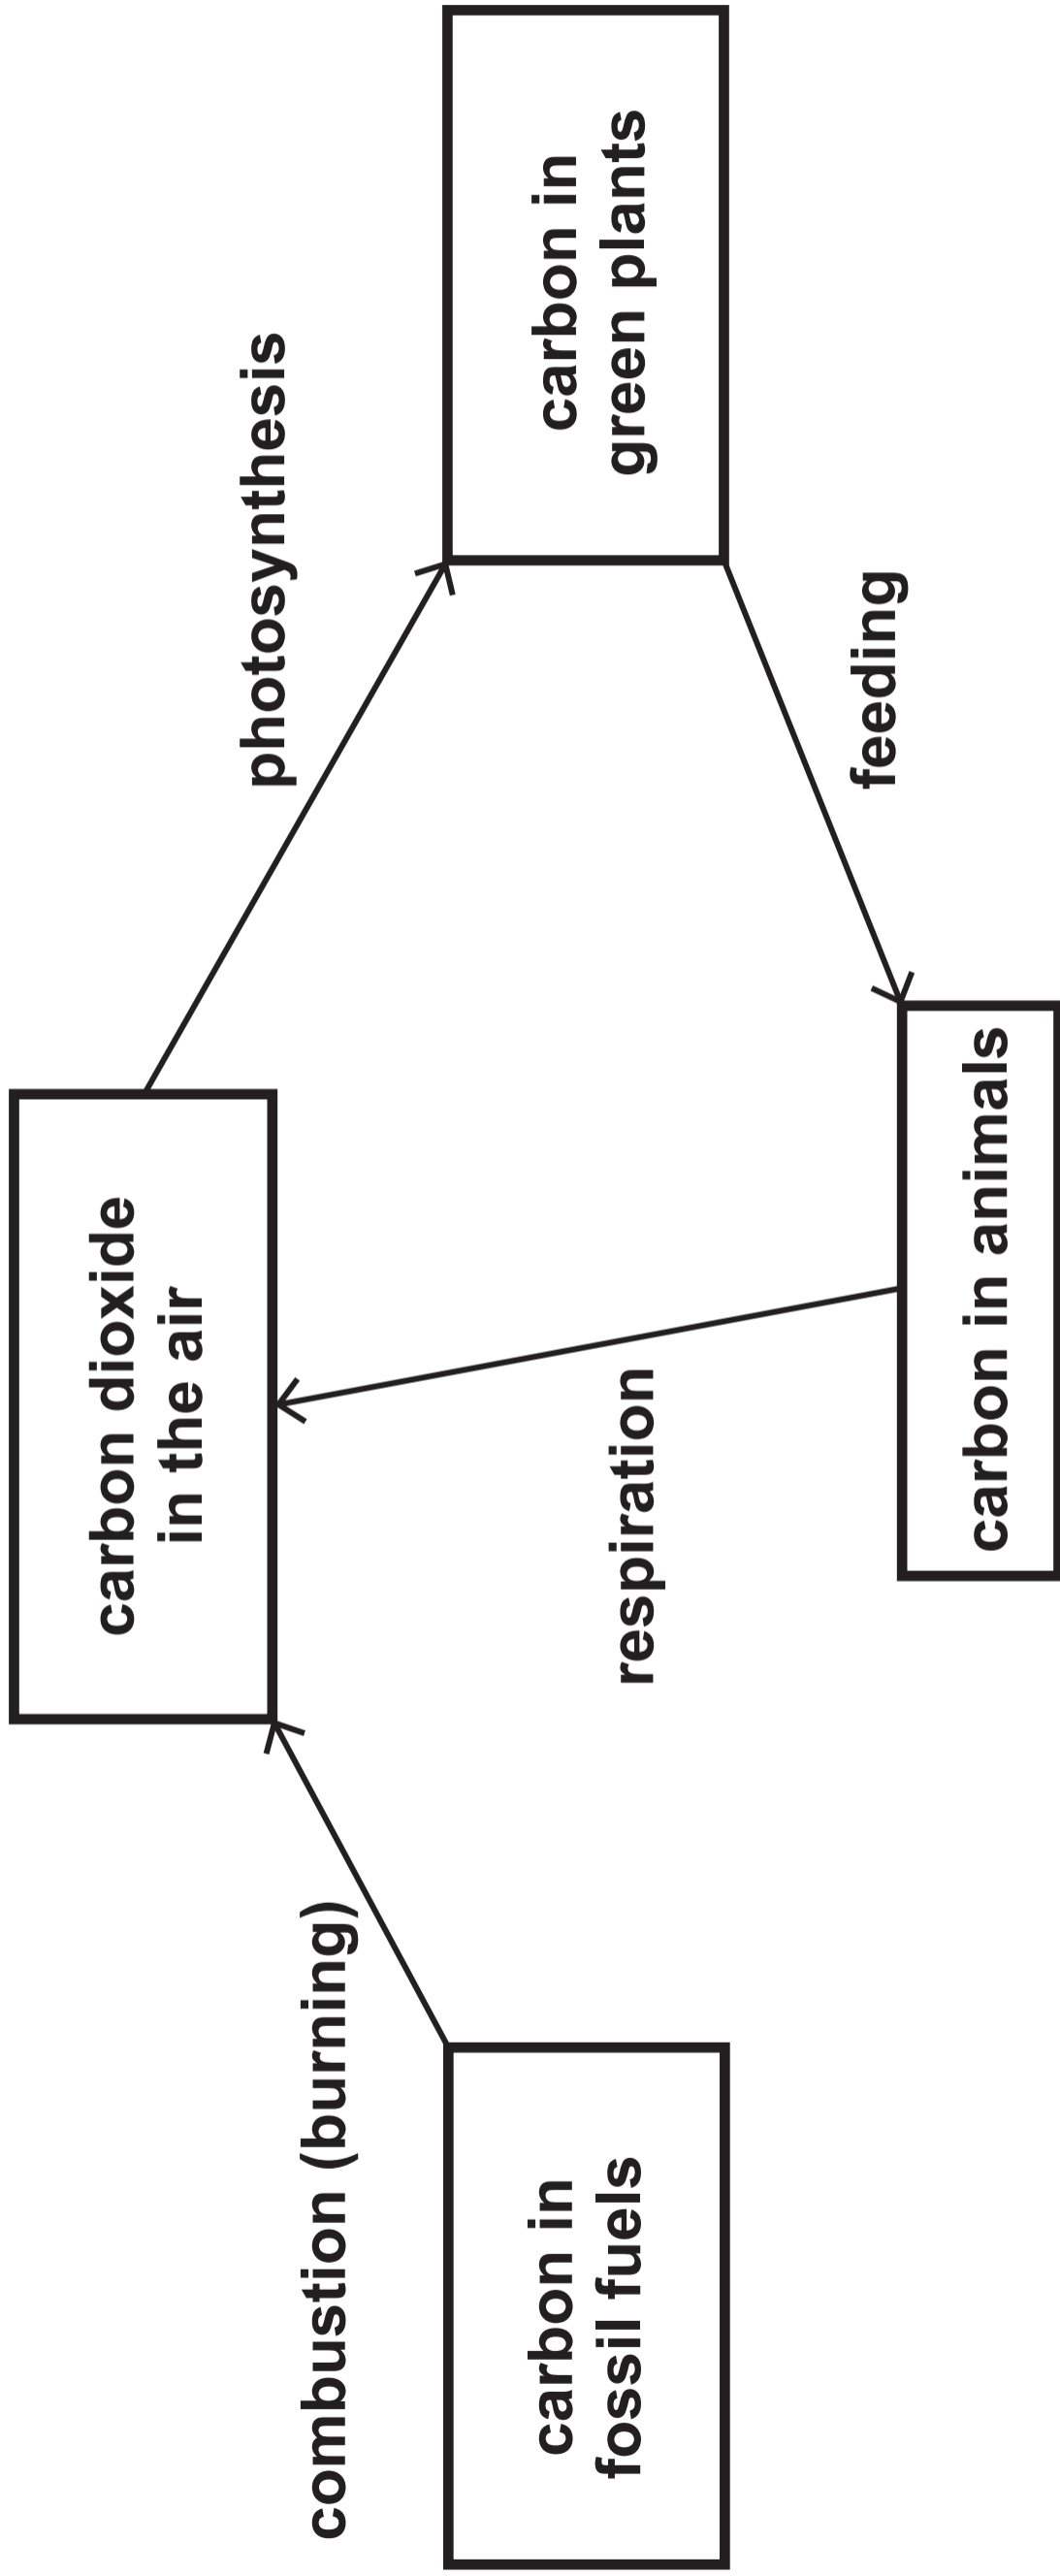 carbon dioxide
in the air
photosynthesis
combustion (burning)
carbon in
fossil fuels
carbon in
green plants
respiration
feeding
carbon in animals